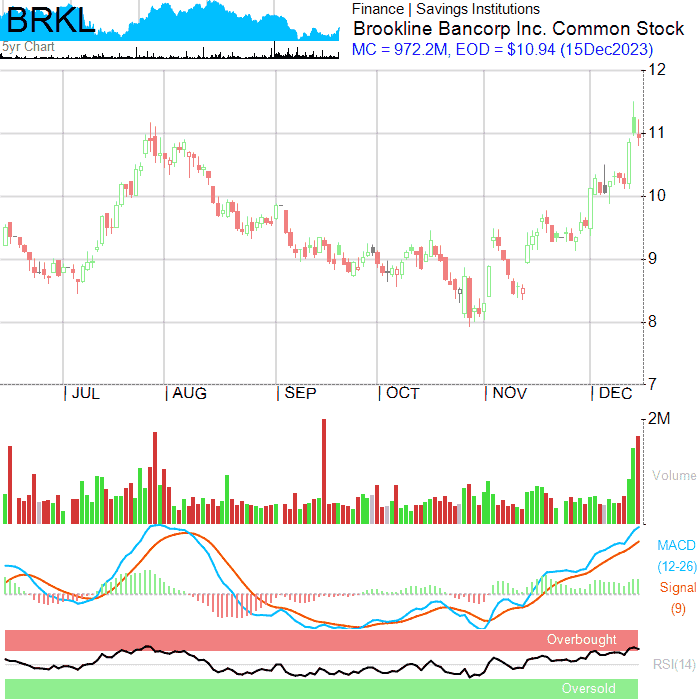 BRKL
5yr Chart
Finance | Savings Institutions
Brookline Bancorp Inc. Common Stock
MC = 972.2M, EOD = $10.94 (15Dec2023)
12
11
10
9
8
7
JUL AUG SEP OCT NOV DEC
2M
Volume
MACD
(12-26)
Signal
(9)
Overbought
RSI(14)
Oversold